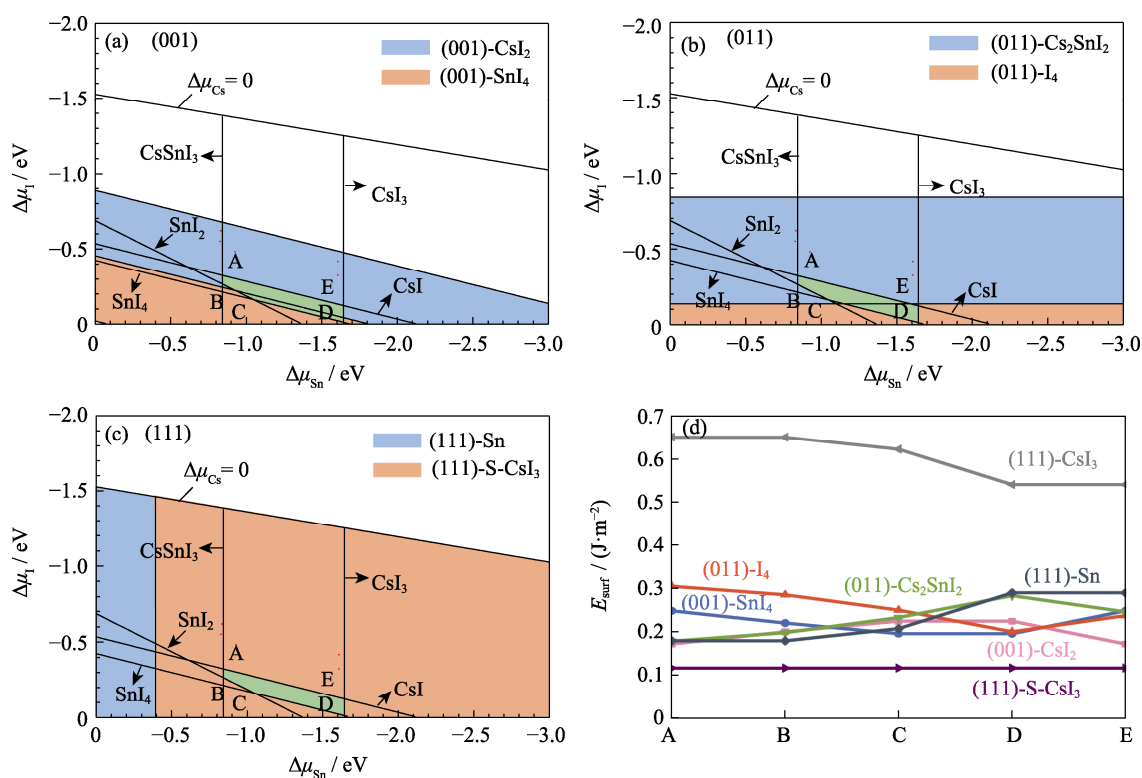 (a) (001)
(001)-CsI₂
(001)-SnI₄
Δμ_Cs = 0
CsSnI₃
CsI₃
SnI₂
SnI₄
CsI
A
B
C
D
E
−2.0
−1.5
−1.0
−0.5
0
Δμ_I / eV
0 −0.5 −1.0 −1.5 −2.0 −2.5 −3.0
Δμ_Sn / eV
(b) (011)
(011)-Cs₂SnI₂
(011)-I₄
Δμ_Cs = 0
CsSnI₃
CsI₃
SnI₂
SnI₄
CsI
A
B
C
D
E
−2.0
−1.5
−1.0
−0.5
0
Δμ_I / eV
0 −0.5 −1.0 −1.5 −2.0 −2.5 −3.0
Δμ_Sn / eV
(c) (111)
(111)-Sn
(111)-S-CsI₃
Δμ_Cs = 0
CsSnI₃
CsI₃
SnI₂
SnI₄
CsI
A
B
C
D
E
−2.0
−1.5
−1.0
−0.5
0
Δμ_I / eV
0 −0.5 −1.0 −1.5 −2.0 −2.5 −3.0
Δμ_Sn / eV
(d)
(111)-CsI₃
(011)-I₄
(011)-Cs₂SnI₂
(111)-Sn
(001)-SnI₄
(001)-CsI₂
(111)-S-CsI₃
0.7
0.6
0.5
0.4
0.3
0.2
0.1
0
E_surf / (J·m⁻²)
A B C D E